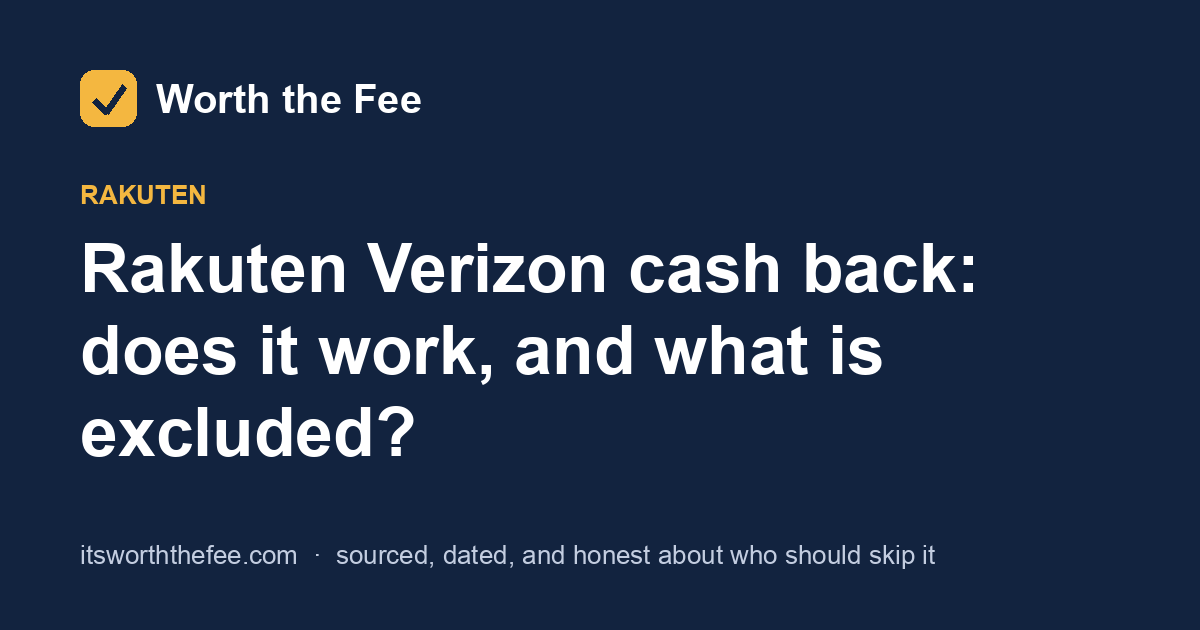 Worth the Fee
RAKUTEN
Rakuten Verizon cash back:
does it work, and what is
excluded?
itsworththefee.com · sourced, dated, and honest about who should skip it